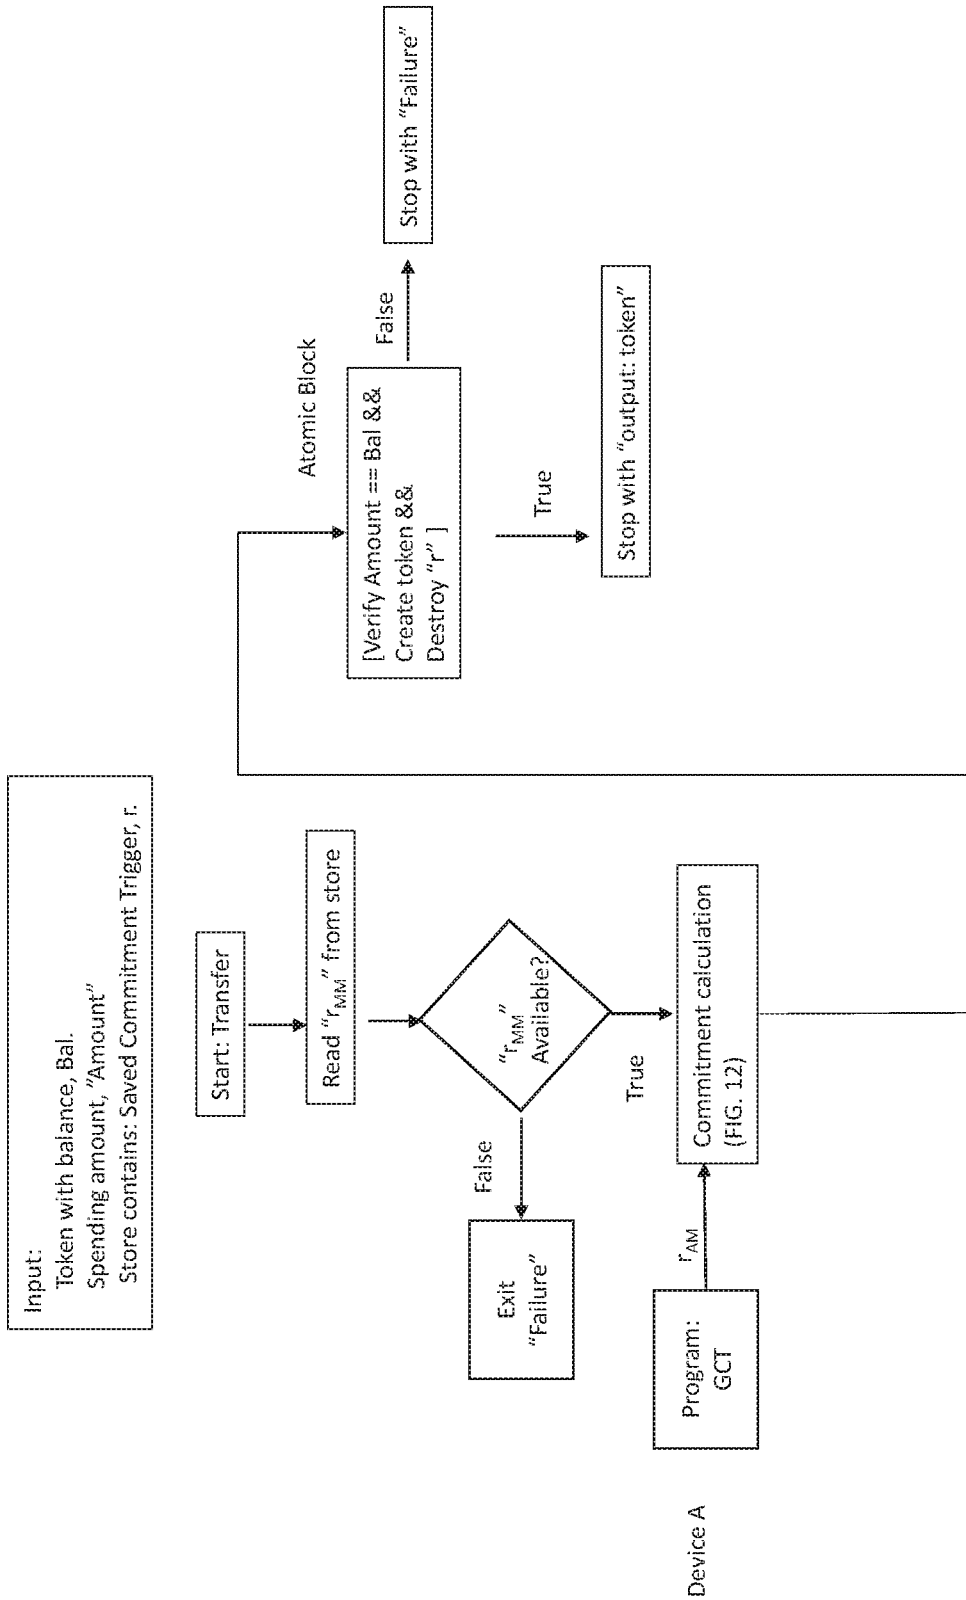 Input:
Token with balance, Bal.
Spending amount, “Amount”
Store contains: Saved Commitment Trigger, r.
Start: Transfer
Read “rMM” from store
“rMM”
Available?
False
Exit
“Failure”
True
Device A
Program:
GCT
rAM
Commitment calculation
(FIG. 12)
Atomic Block
[Verify Amount == Bal &&
Create token &&
Destroy “r” ]
False
Stop with “Failure”
True
Stop with “output: token”